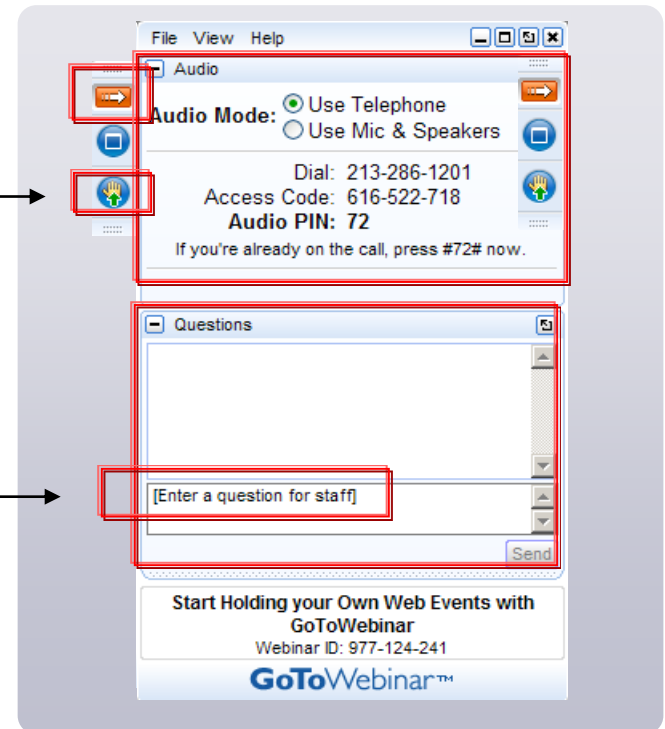 File View Help
Audio
Audio Mode: Use Telephone
Use Mic & Speakers
Dial: 213-286-1201
Access Code: 616-522-718
Audio PIN: 72
If you're already on the call, press #72# now.
Questions
[Enter a question for staff]
Send
Start Holding your Own Web Events with
GoToWebinar
Webinar ID: 977-124-241
GoToWebinar™